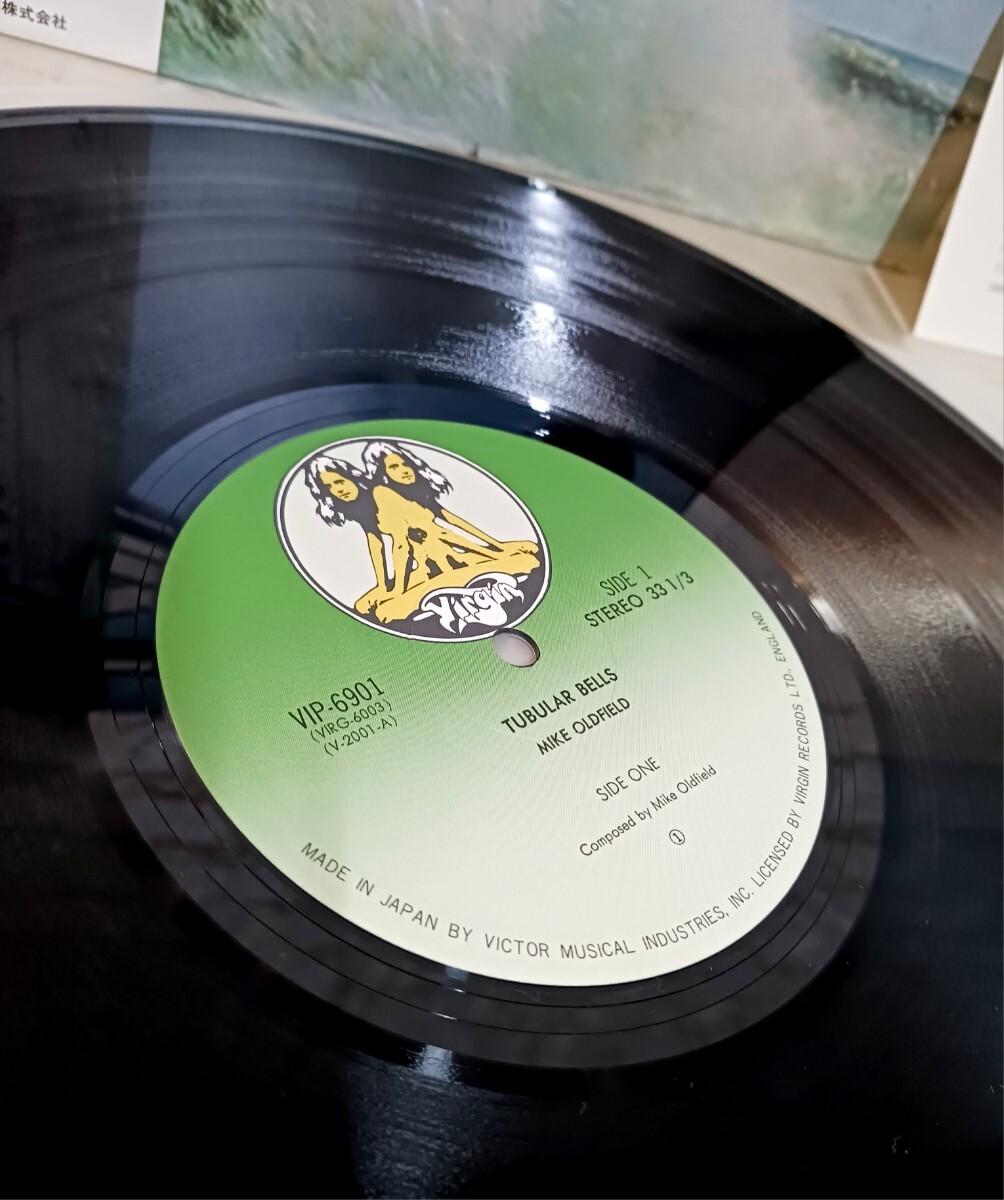 株式会社
Virgin
SIDE 1
STEREO 33 1/3
VIP-6901
(VIRG-6003)
(V-2001-A)
TUBULAR BELLS
MIKE OLDFIELD
SIDE ONE
Composed by Mike Oldfield
①
MADE IN JAPAN BY VICTOR MUSICAL INDUSTRIES, INC. LICENSED BY VIRGIN RECORDS LTD., ENGLAND